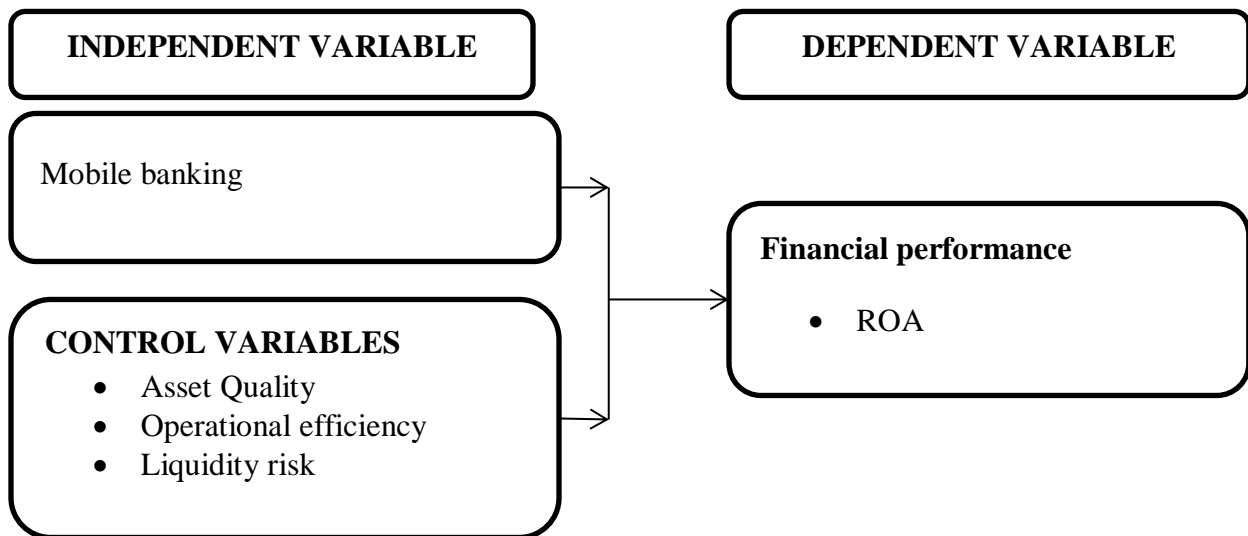 INDEPENDENT VARIABLE
DEPENDENT VARIABLE
Mobile banking
CONTROL VARIABLES
• Asset Quality
• Operational efficiency
• Liquidity risk
Financial performance
• ROA